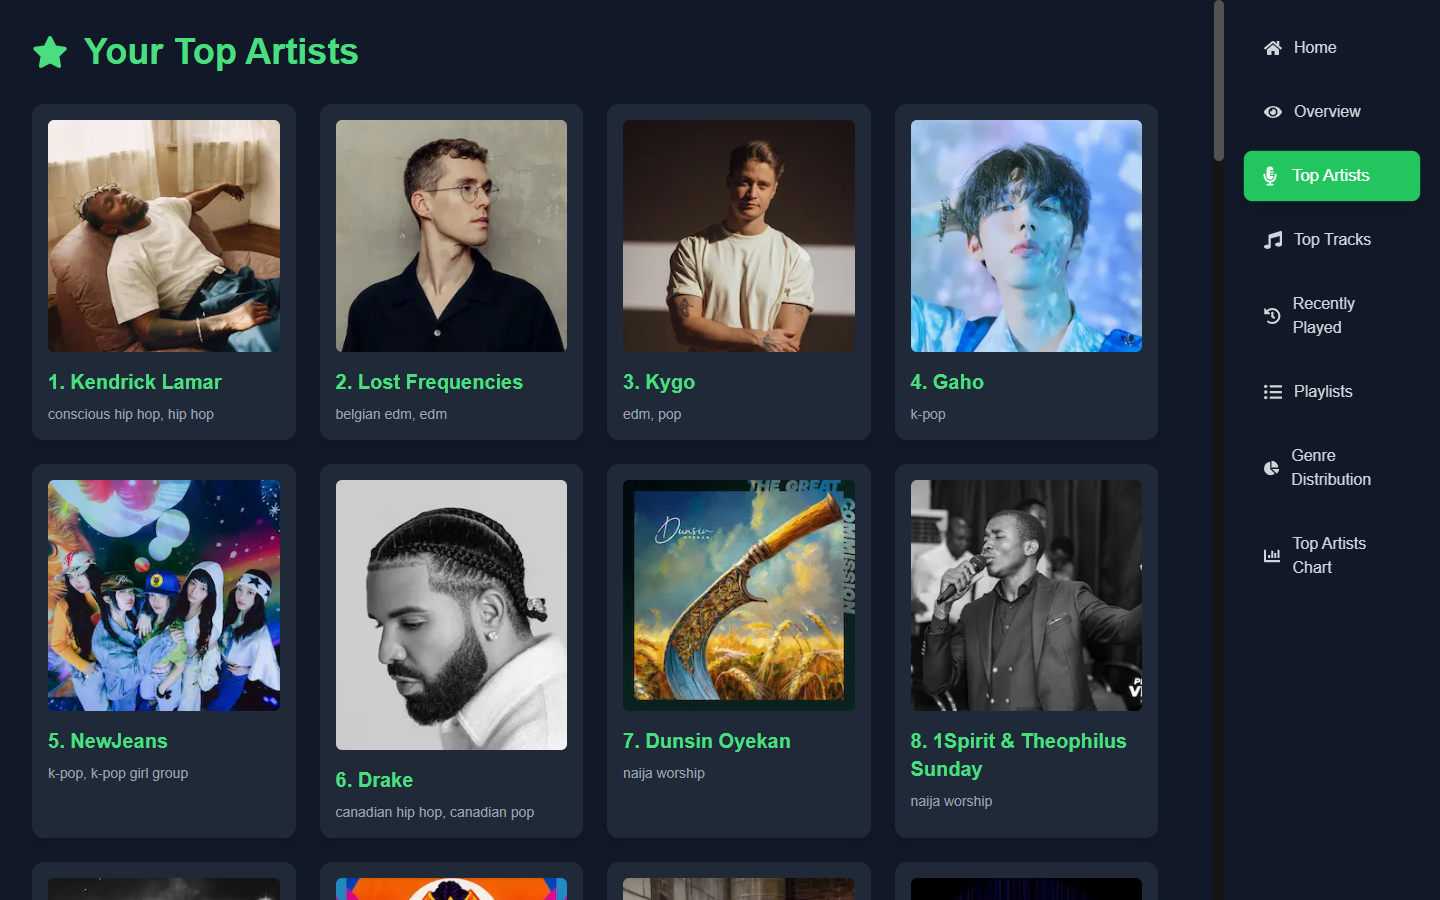 Your Top Artists
1. Kendrick Lamar
conscious hip hop, hip hop
2. Lost Frequencies
belgian edm, edm
3. Kygo
edm, pop
4. Gaho
k-pop
5. NewJeans
k-pop, k-pop girl group
6. Drake
canadian hip hop, canadian pop
THE GREAT
COMMISSION
Dunsin
OYEKAN
7. Dunsin Oyekan
naija worship
8. 1Spirit & Theophilus
Sunday
naija worship
Home
Overview
Top Artists
Top Tracks
Recently
Played
Playlists
Genre
Distribution
Top Artists
Chart